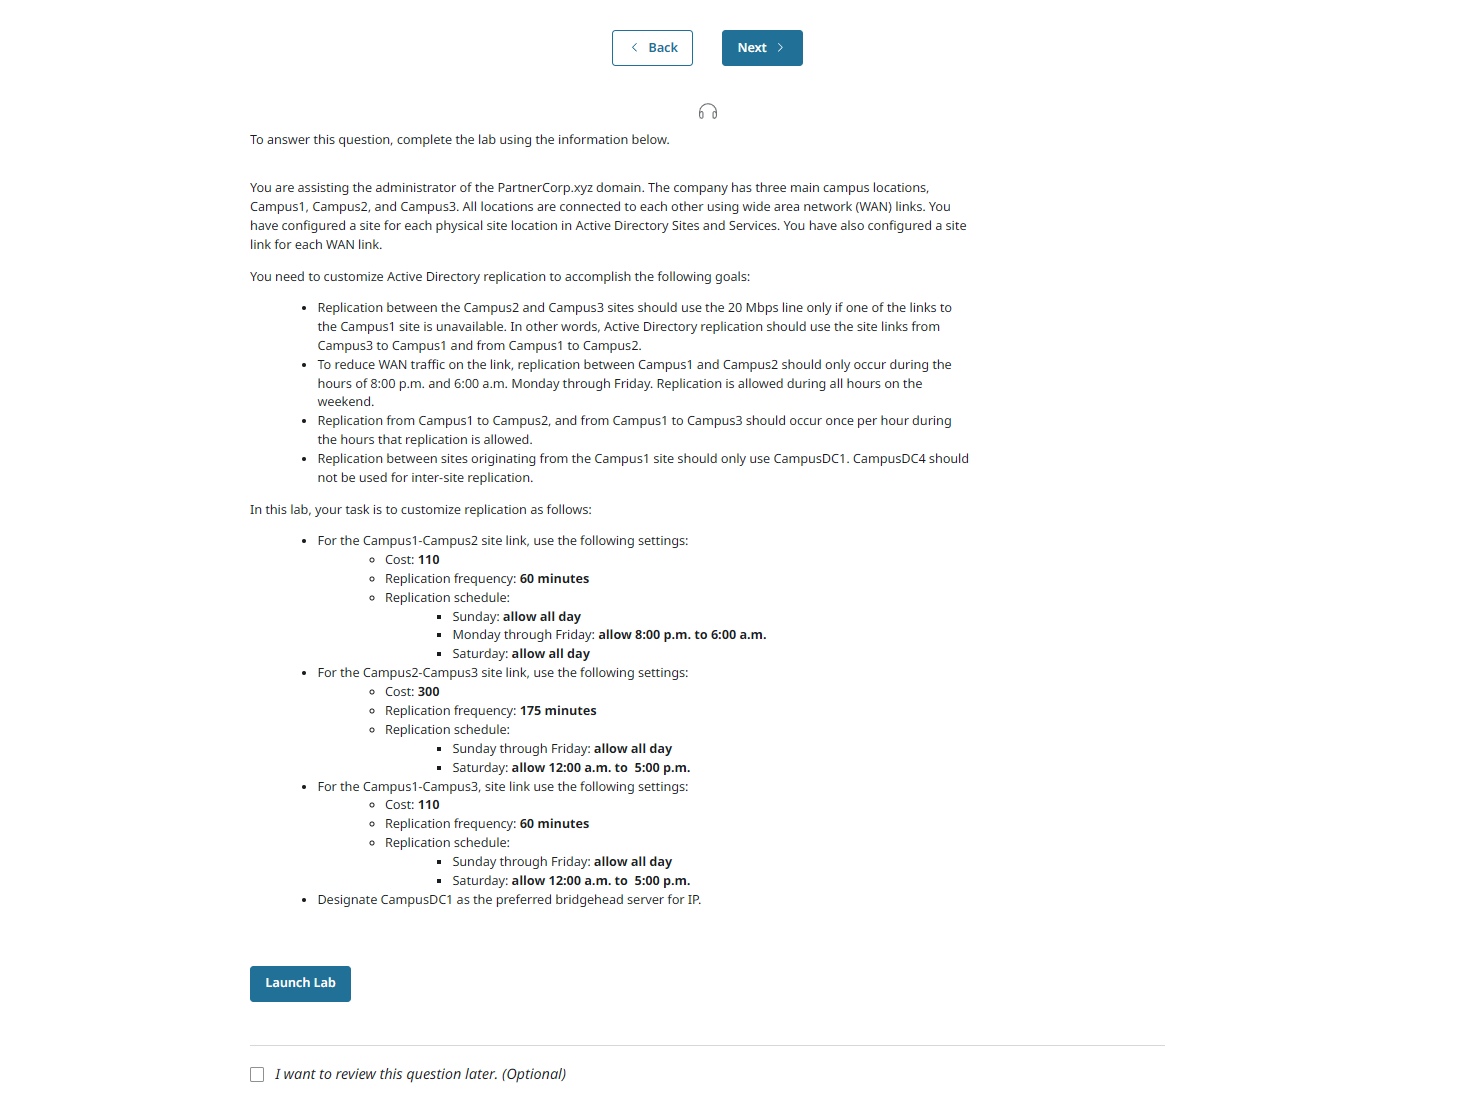 Back
Next
To answer this question, complete the lab using the information below.
You are assisting the administrator of the PartnerCorp.xyz domain. The company has three main campus locations,
Campus1, Campus2, and Campus3. All locations are connected to each other using wide area network (WAN) links. You
have configured a site for each physical site location in Active Directory Sites and Services. You have also configured a site
link for each WAN link.
You need to customize Active Directory replication to accomplish the following goals:
• Replication between the Campus2 and Campus3 sites should use the 20 Mbps line only if one of the links to
the Campus1 site is unavailable. In other words, Active Directory replication should use the site links from
Campus3 to Campus1 and from Campus1 to Campus2.
• To reduce WAN traffic on the link, replication between Campus1 and Campus2 should only occur during the
hours of 8:00 p.m. and 6:00 a.m. Monday through Friday. Replication is allowed during all hours on the
weekend.
• Replication from Campus1 to Campus2, and from Campus1 to Campus3 should occur once per hour during
the hours that replication is allowed.
• Replication between sites originating from the Campus1 site should only use CampusDC1. CampusDC4 should
not be used for inter-site replication.
In this lab, your task is to customize replication as follows:
• For the Campus1-Campus2 site link, use the following settings:
◦ Cost: 110
◦ Replication frequency: 60 minutes
◦ Replication schedule:
▪ Sunday: allow all day
▪ Monday through Friday: allow 8:00 p.m. to 6:00 a.m.
▪ Saturday: allow all day
• For the Campus2-Campus3 site link, use the following settings:
◦ Cost: 300
◦ Replication frequency: 175 minutes
◦ Replication schedule:
▪ Sunday through Friday: allow all day
▪ Saturday: allow 12:00 a.m. to 5:00 p.m.
• For the Campus1-Campus3, site link use the following settings:
◦ Cost: 110
◦ Replication frequency: 60 minutes
◦ Replication schedule:
▪ Sunday through Friday: allow all day
▪ Saturday: allow 12:00 a.m. to 5:00 p.m.
• Designate CampusDC1 as the preferred bridgehead server for IP.
Launch Lab
I want to review this question later. (Optional)